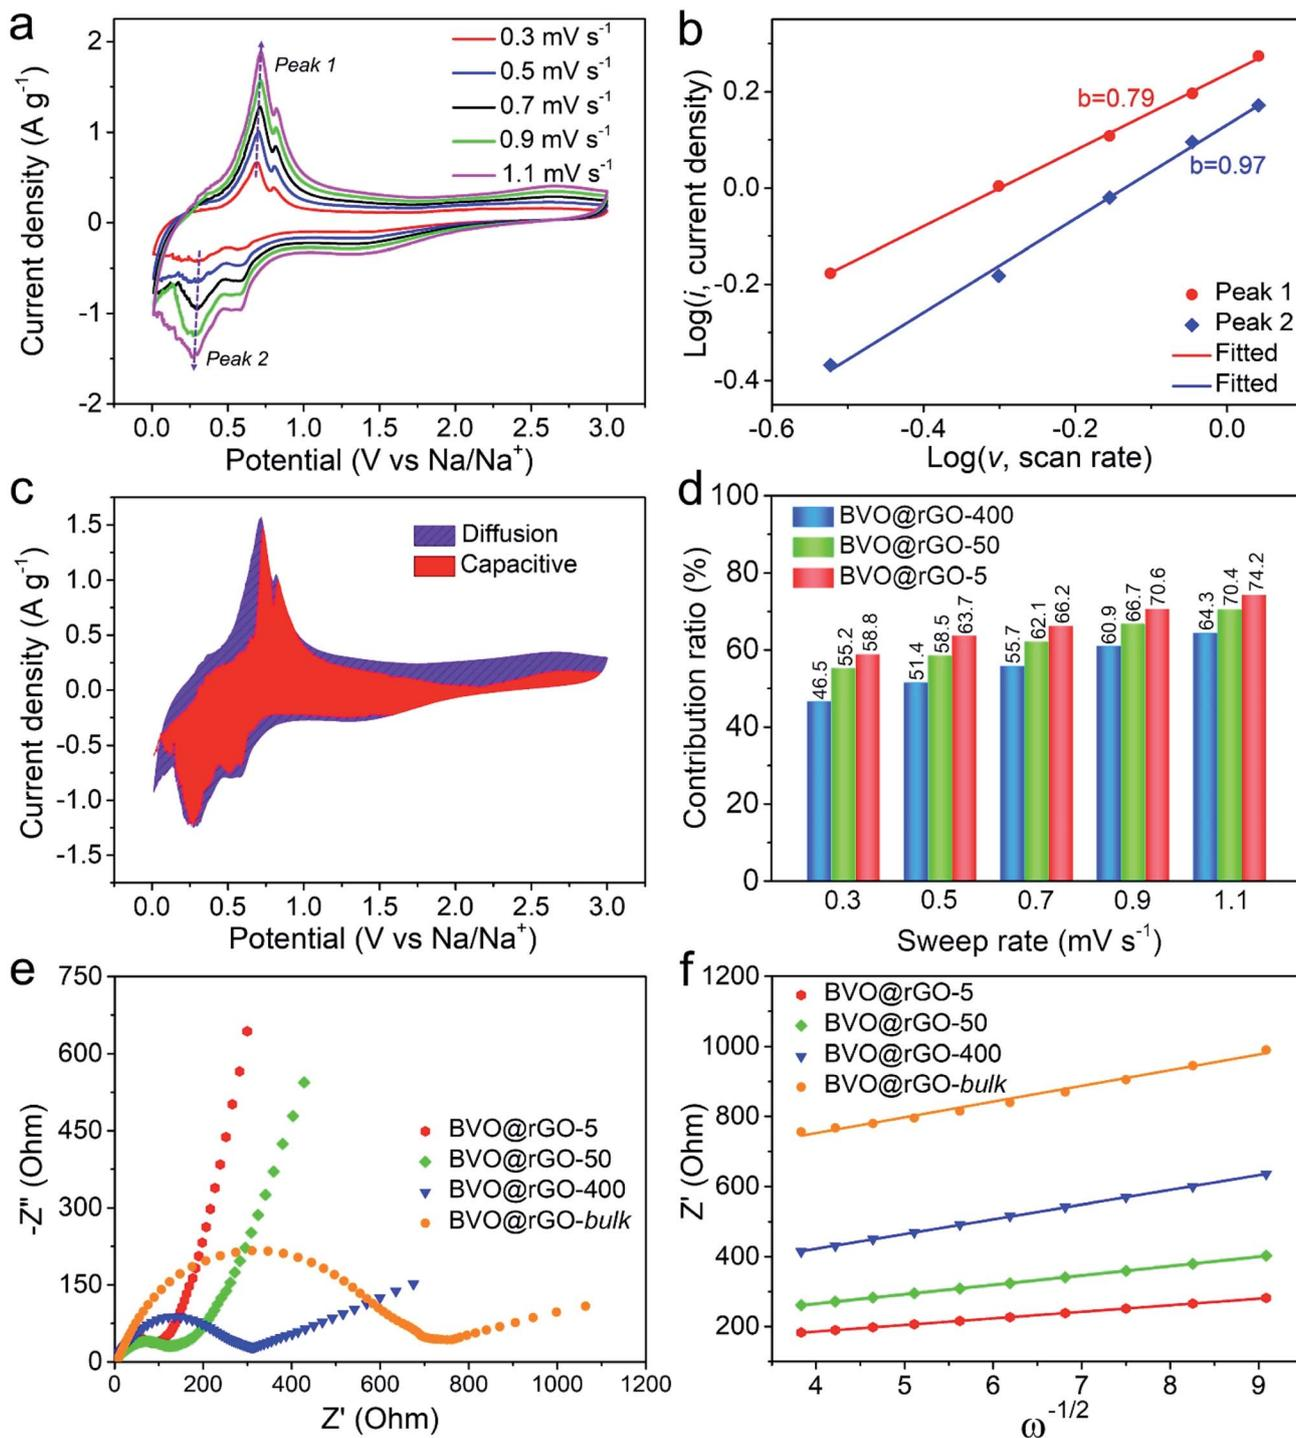 a
2
1
0
-1
-2
Current density (A g⁻¹)
0.3 mV s⁻¹
0.5 mV s⁻¹
0.7 mV s⁻¹
0.9 mV s⁻¹
1.1 mV s⁻¹
Peak 1
Peak 2
0.0 0.5 1.0 1.5 2.0 2.5 3.0
Potential (V vs Na/Na⁺)
b
0.2
0.0
-0.2
-0.4
Log(i, current density)
b=0.79
b=0.97
Peak 1
Peak 2
Fitted
Fitted
-0.6 -0.4 -0.2 0.0
Log(v, scan rate)
c
1.5
1.0
0.5
0.0
-0.5
-1.0
-1.5
Current density (A g⁻¹)
Diffusion
Capacitive
0.0 0.5 1.0 1.5 2.0 2.5 3.0
Potential (V vs Na/Na⁺)
d
100
80
60
40
20
0
Contribution ratio (%)
BVO@rGO-400
BVO@rGO-50
BVO@rGO-5
46.5 55.2 58.8
51.4 58.5 63.7
55.7 62.1 66.2
60.9 66.7 70.6
64.3 70.4 74.2
0.3 0.5 0.7 0.9 1.1
Sweep rate (mV s⁻¹)
e
750
600
450
300
150
0
-Z" (Ohm)
BVO@rGO-5
BVO@rGO-50
BVO@rGO-400
BVO@rGO-bulk
0 200 400 600 800 1000 1200
Z' (Ohm)
f
1200
1000
800
600
400
200
Z' (Ohm)
BVO@rGO-5
BVO@rGO-50
BVO@rGO-400
BVO@rGO-bulk
4 5 6 7 8 9
ω⁻¹/²